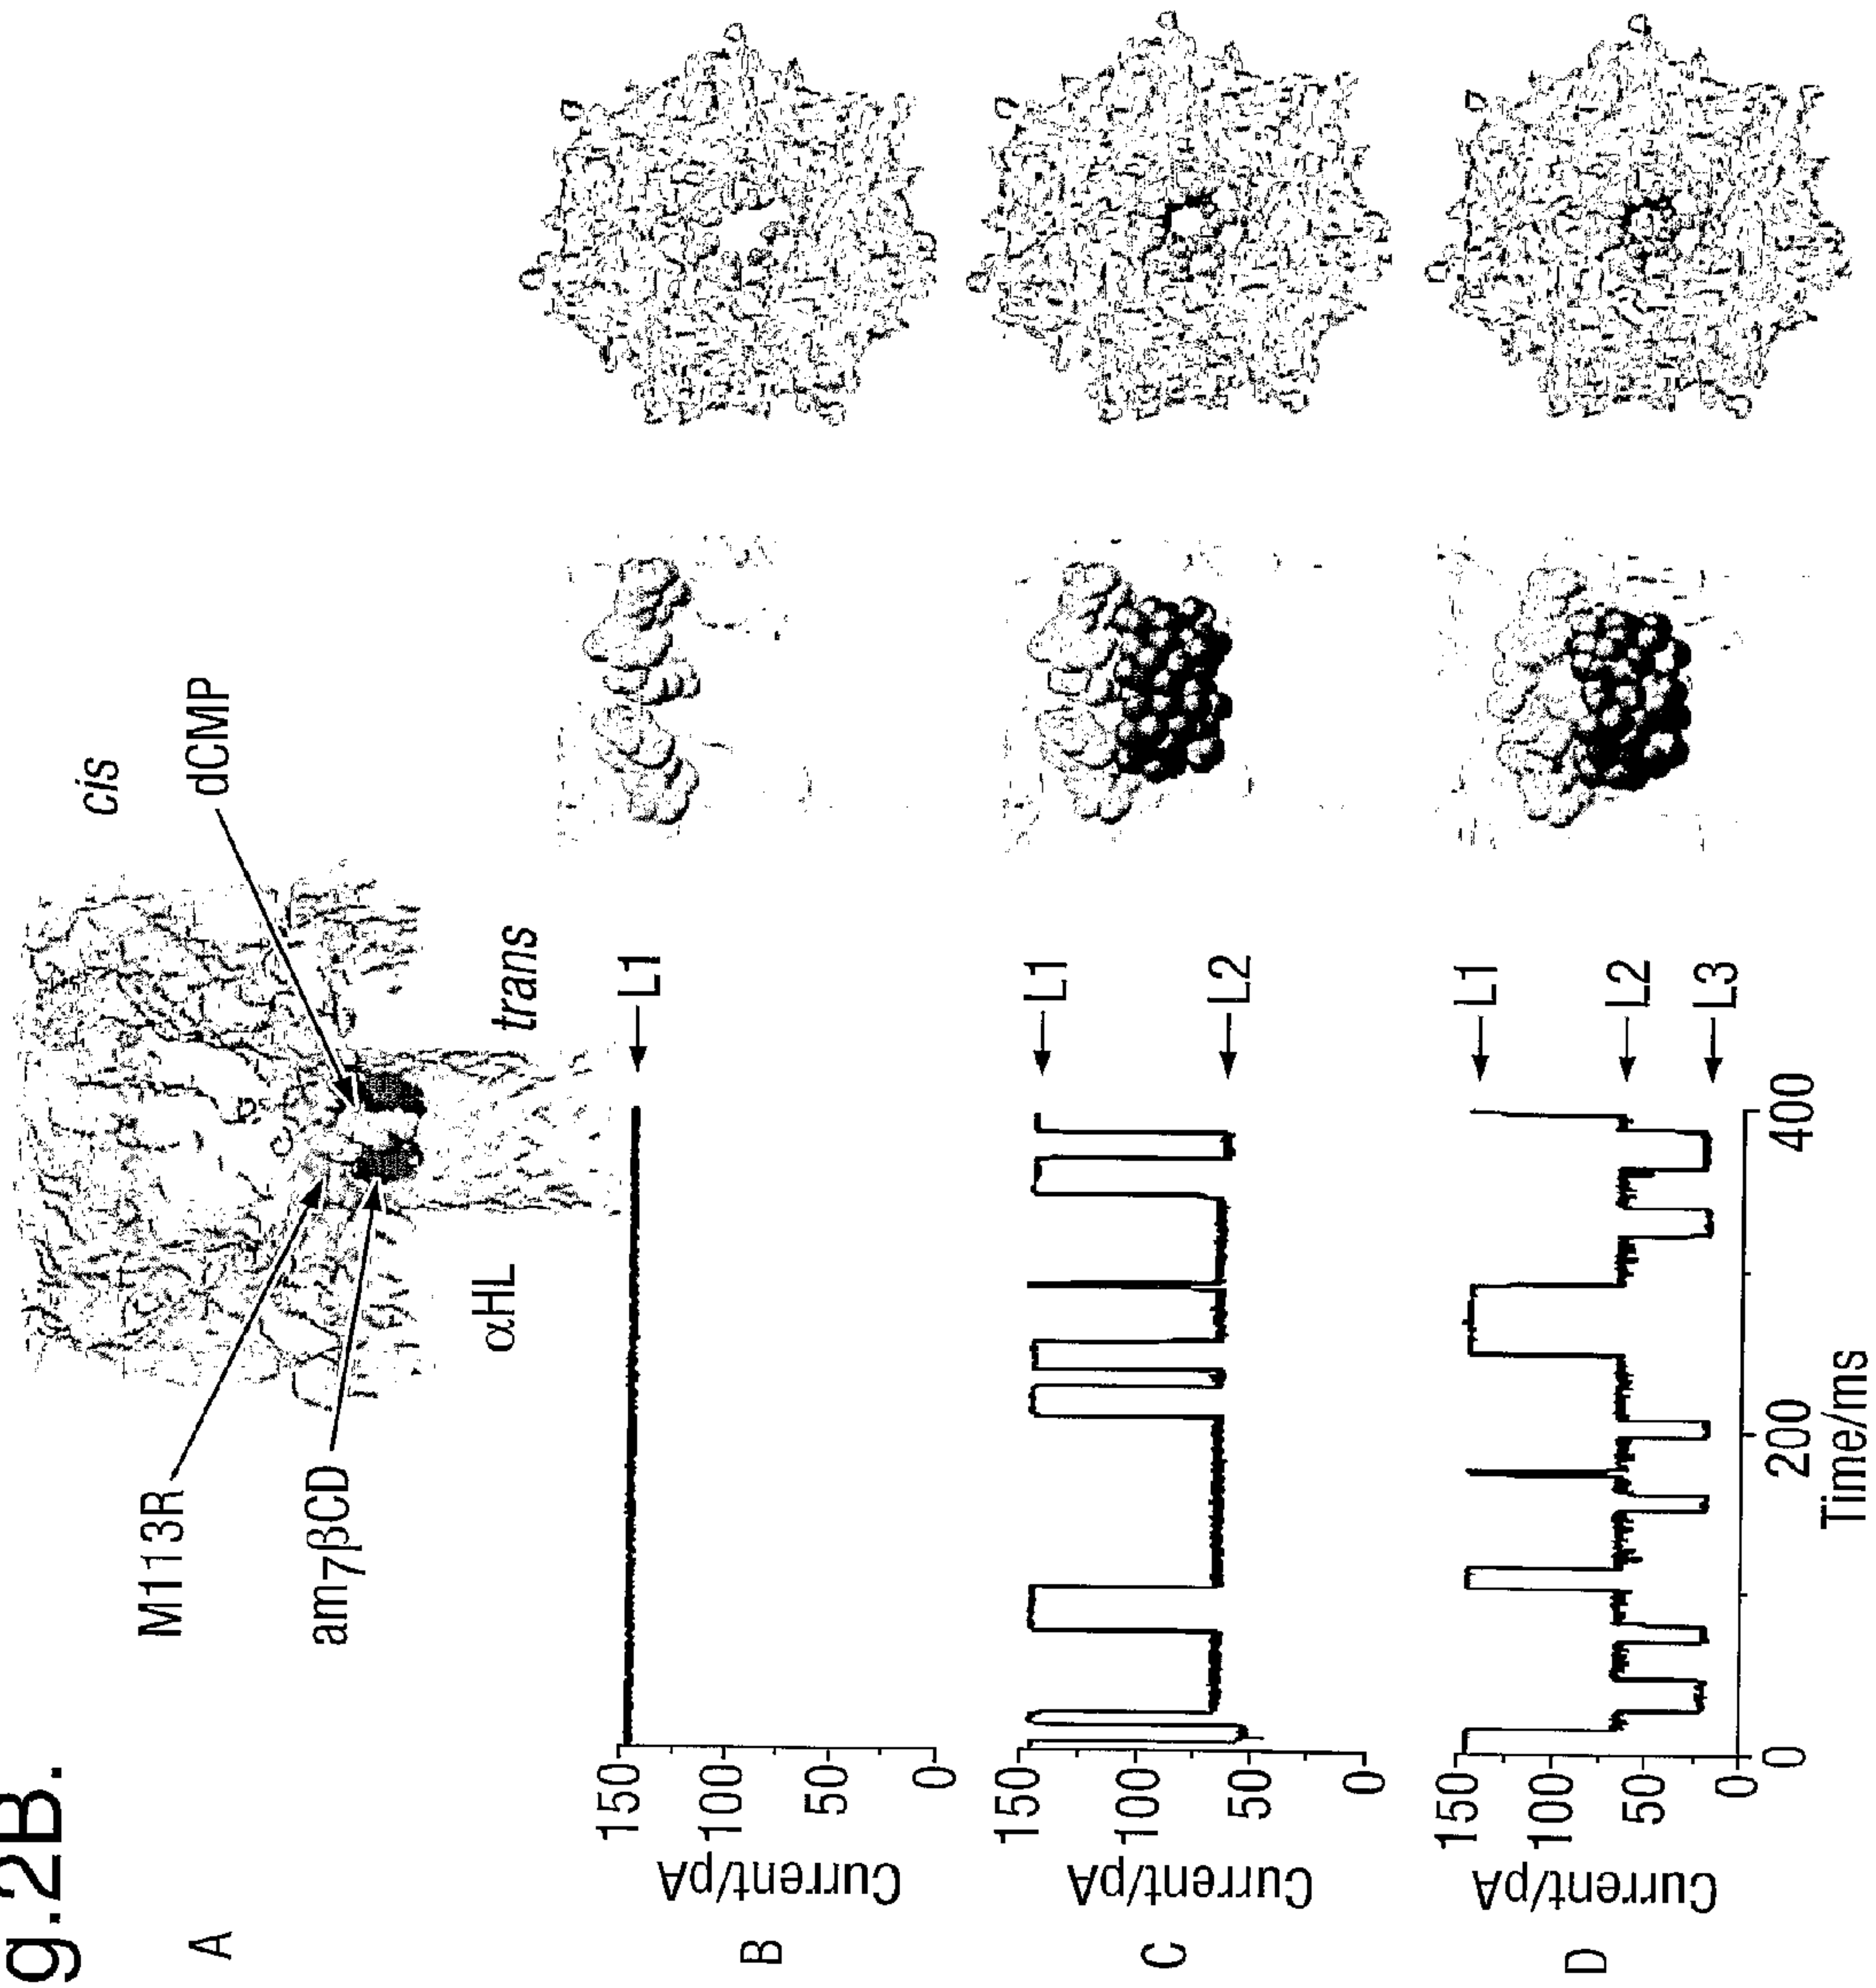 g.2B.
A
M113R
am7βCD
αHL
cis
dCMP
trans
B
Current/pA
150
100
50
0
L1
C
Current/pA
150
100
50
0
L1
L2
D
Current/pA
150
100
50
0
L1
L2
L3
0
200
400
Time/ms